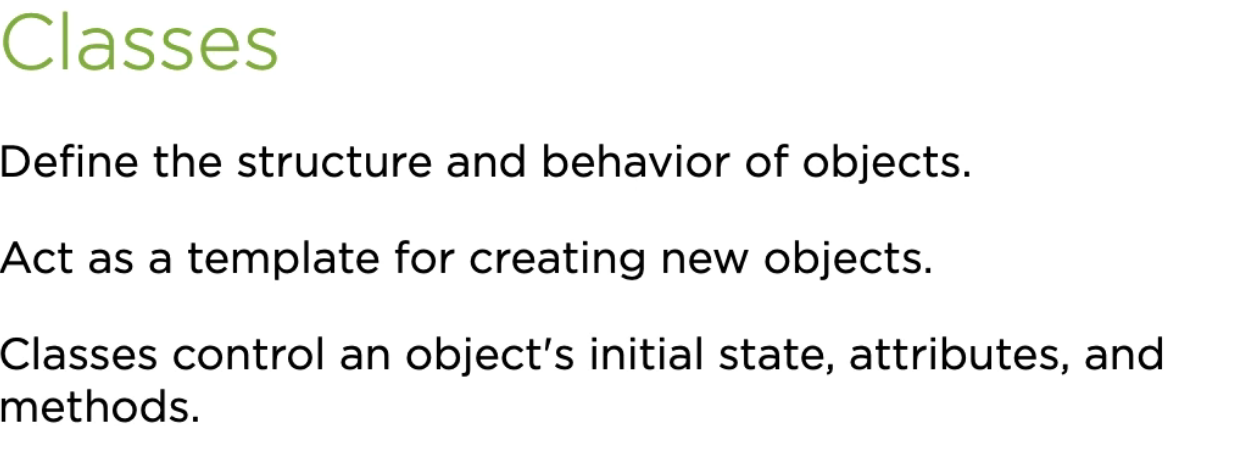 Classes
Define the structure and behavior of objects.
Act as a template for creating new objects.
Classes control an object's initial state, attributes, and
methods.